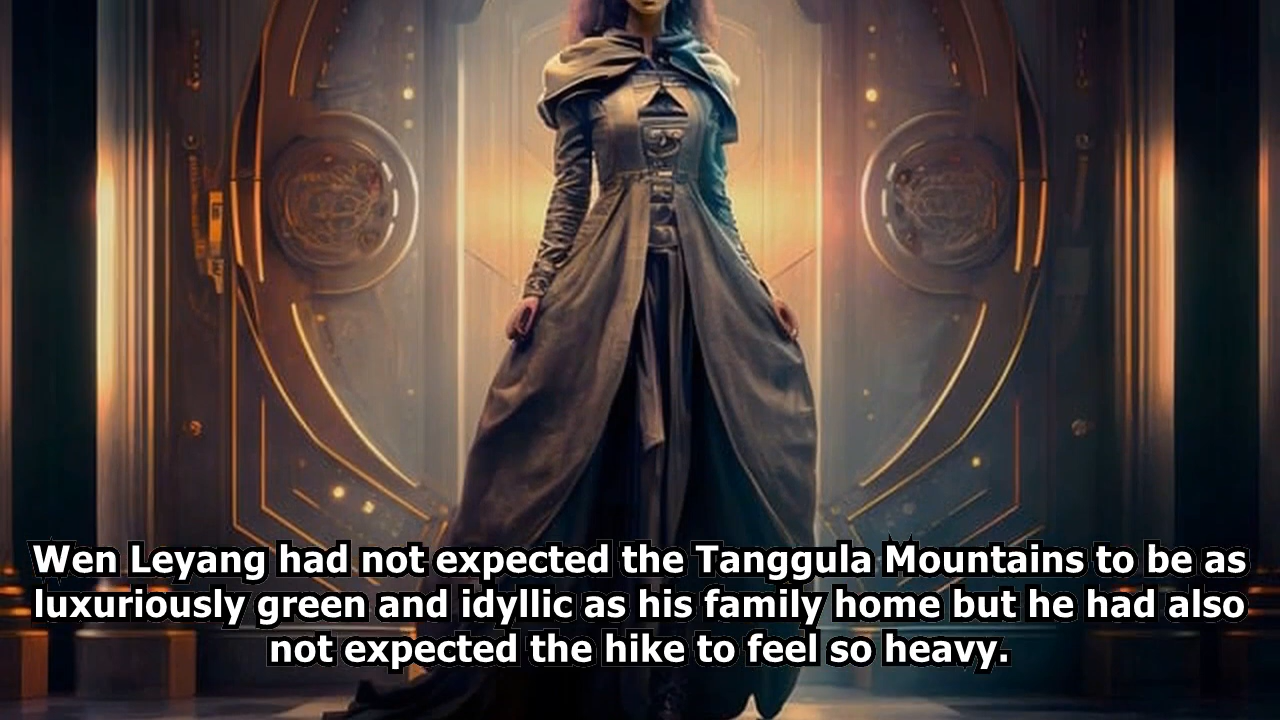 Wen Leyang had not expected the Tanggula Mountains to be as
luxuriously green and idyllic as his family home but he had also
not expected the hike to feel so heavy.